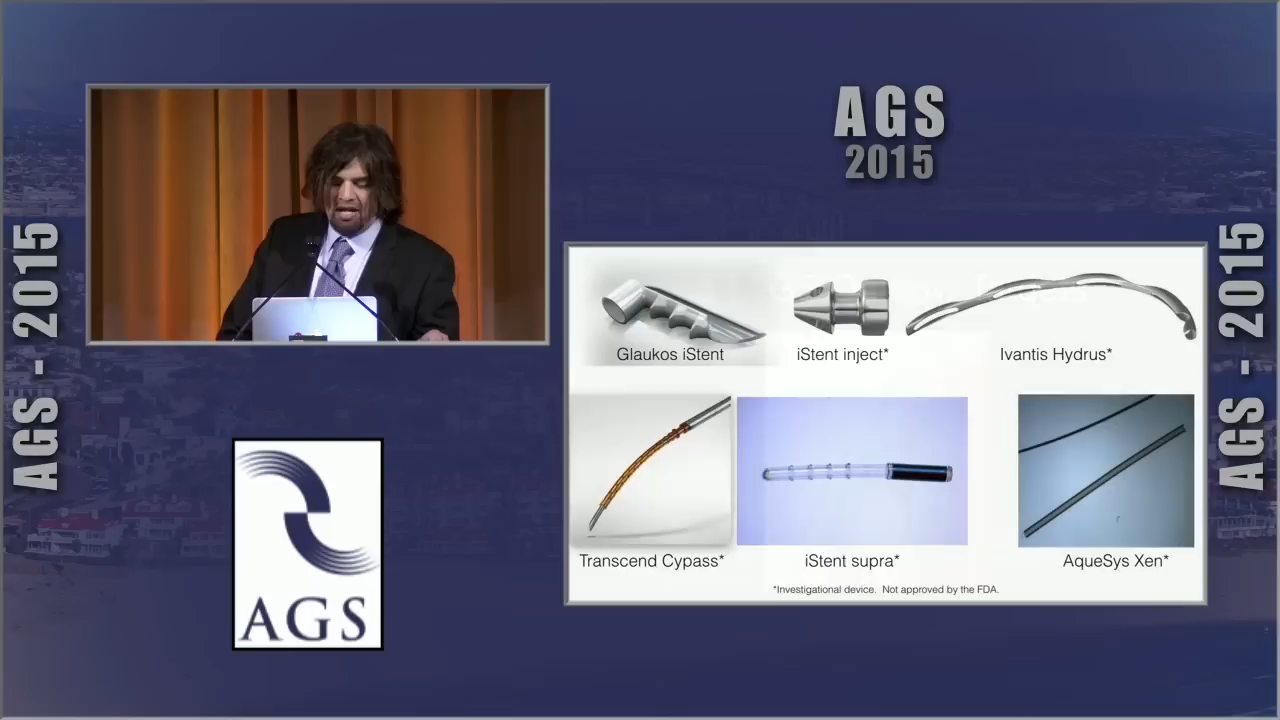 AGS
2015
AGS - 2015
AGS - 2015
Glaukos iStent
iStent inject*
Ivantis Hydrus*
Transcend Cypass*
iStent supra*
AqueSys Xen*
*Investigational device. Not approved by the FDA.
AGS